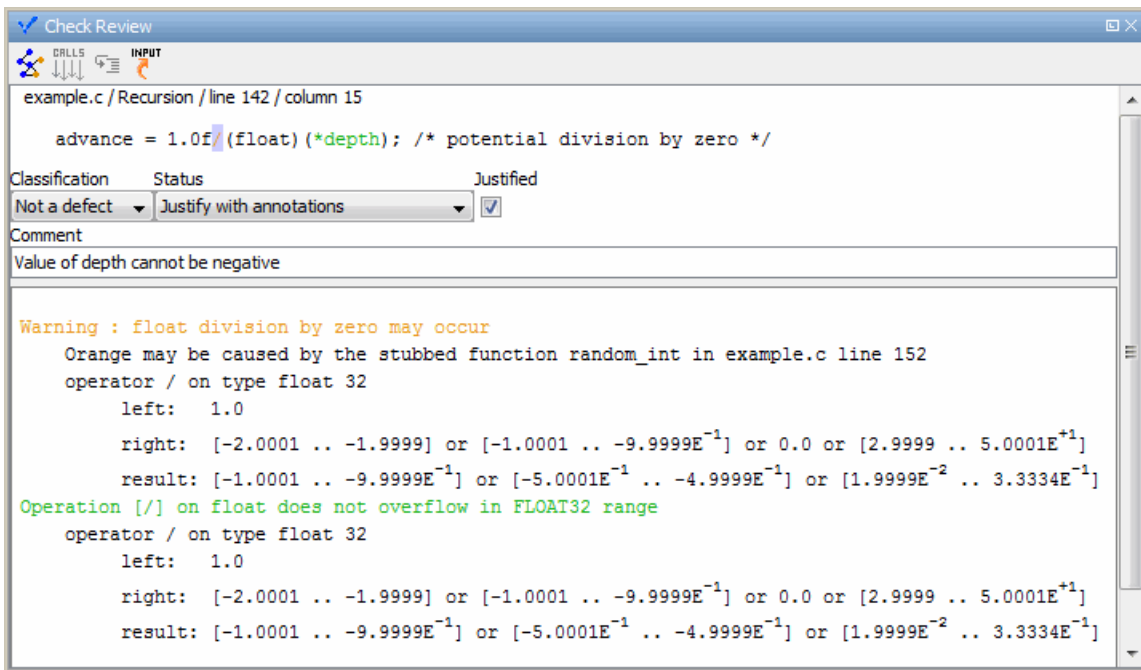 Check Review
CALLS INPUT
example.c / Recursion / line 142 / column 15
advance = 1.0f/(float)(*depth); /* potential division by zero */
Classification Status Justified
Not a defect Justify with annotations
Comment
Value of depth cannot be negative
Warning : float division by zero may occur
Orange may be caused by the stubbed function random_int in example.c line 152
operator / on type float 32
left: 1.0
right: [-2.0001 .. -1.9999] or [-1.0001 .. -9.9999E⁻¹] or 0.0 or [2.9999 .. 5.0001E⁺¹]
result: [-1.0001 .. -9.9999E⁻¹] or [-5.0001E⁻¹ .. -4.9999E⁻¹] or [1.9999E⁻² .. 3.3334E⁻¹]
Operation [/] on float does not overflow in FLOAT32 range
operator / on type float 32
left: 1.0
right: [-2.0001 .. -1.9999] or [-1.0001 .. -9.9999E⁻¹] or 0.0 or [2.9999 .. 5.0001E⁺¹]
result: [-1.0001 .. -9.9999E⁻¹] or [-5.0001E⁻¹ .. -4.9999E⁻¹] or [1.9999E⁻² .. 3.3334E⁻¹]